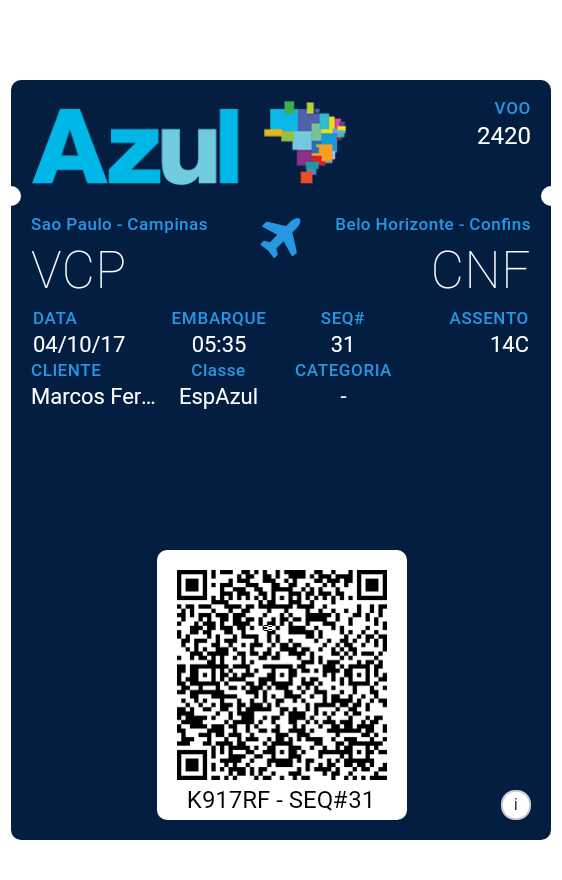 Azul
VOO
2420
Sao Paulo - Campinas
Belo Horizonte - Confins
VCP
CNF
DATA EMBARQUE SEQ# ASSENTO
04/10/17 05:35 31 14C
CLIENTE Classe CATEGORIA
Marcos Fer... EspAzul -
K917RF - SEQ#31
i